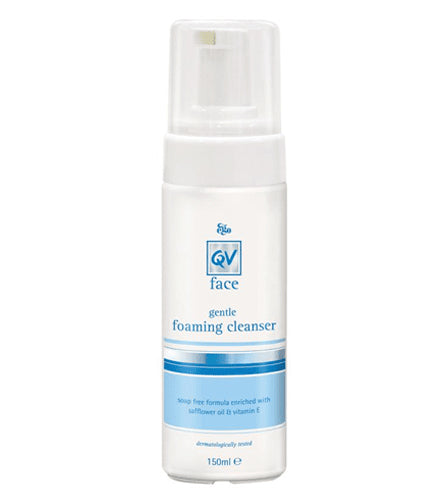 ego
QV
face
gentle
foaming cleanser
soap free formula enriched with
safflower oil & vitamin E
dermatologically tested
150ml ℮